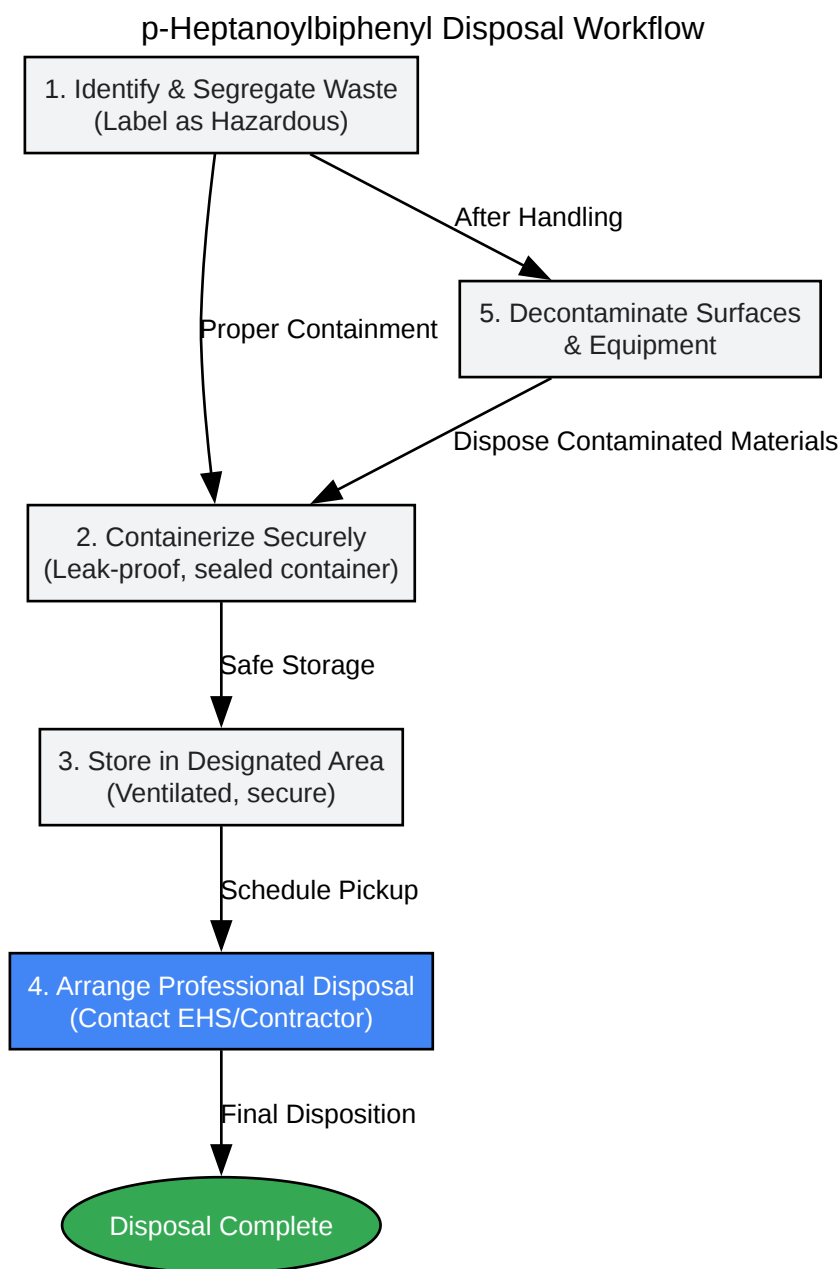 p-Heptanoylbiphenyl Disposal Workflow
1. Identify & Segregate Waste
(Label as Hazardous)
After Handling
5. Decontaminate Surfaces
& Equipment
Proper Containment
Dispose Contaminated Materials
2. Containerize Securely
(Leak-proof, sealed container)
Safe Storage
3. Store in Designated Area
(Ventilated, secure)
Schedule Pickup
4. Arrange Professional Disposal
(Contact EHS/Contractor)
Final Disposition
Disposal Complete